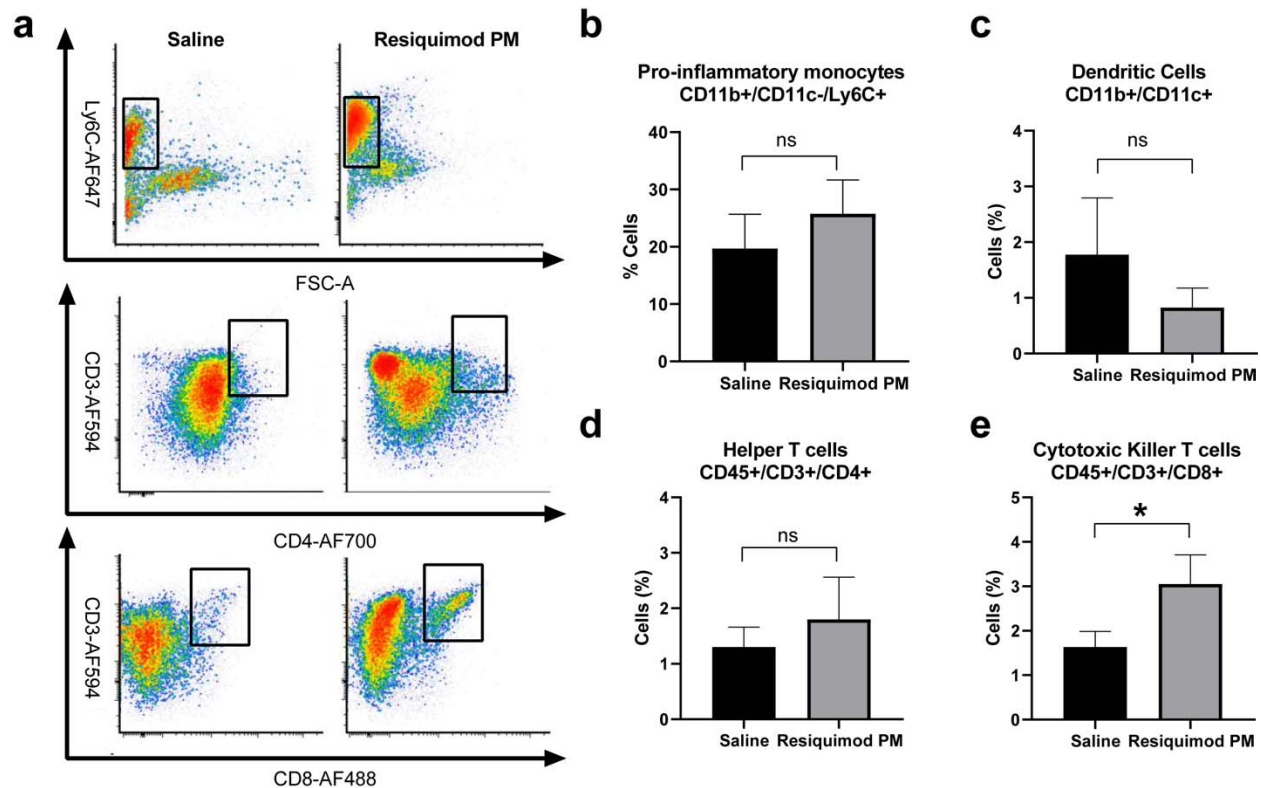 a
Saline
Resiquimod PM
Ly6C-AF647
FSC-A
CD3-AF594
CD4-AF700
CD3-AF594
CD8-AF488
b
Pro-inflammatory monocytes
CD11b+/CD11c-/Ly6C+
% Cells
40
30
20
10
0
ns
Saline
Resiquimod PM
c
Dendritic Cells
CD11b+/CD11c+
Cells (%)
4
3
2
1
0
ns
Saline
Resiquimod PM
d
Helper T cells
CD45+/CD3+/CD4+
Cells (%)
4
3
2
1
0
ns
Saline
Resiquimod PM
e
Cytotoxic Killer T cells
CD45+/CD3+/CD8+
Cells (%)
5
4
3
2
1
0
*
Saline
Resiquimod PM